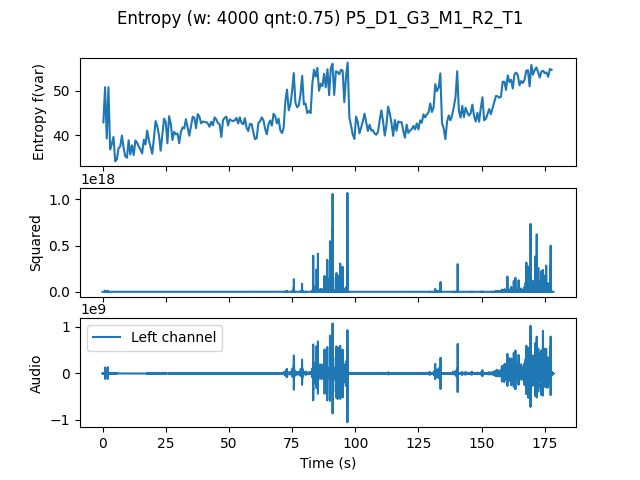 Entropy (w: 4000 qnt:0.75) P5_D1_G3_M1_R2_T1
Entropy f(var)
50
40
1e18
Squared
1.0
0.5
0.0
1e9
Audio
1
0
−1
Left channel
0
25
50
75
100
125
150
175
Time (s)